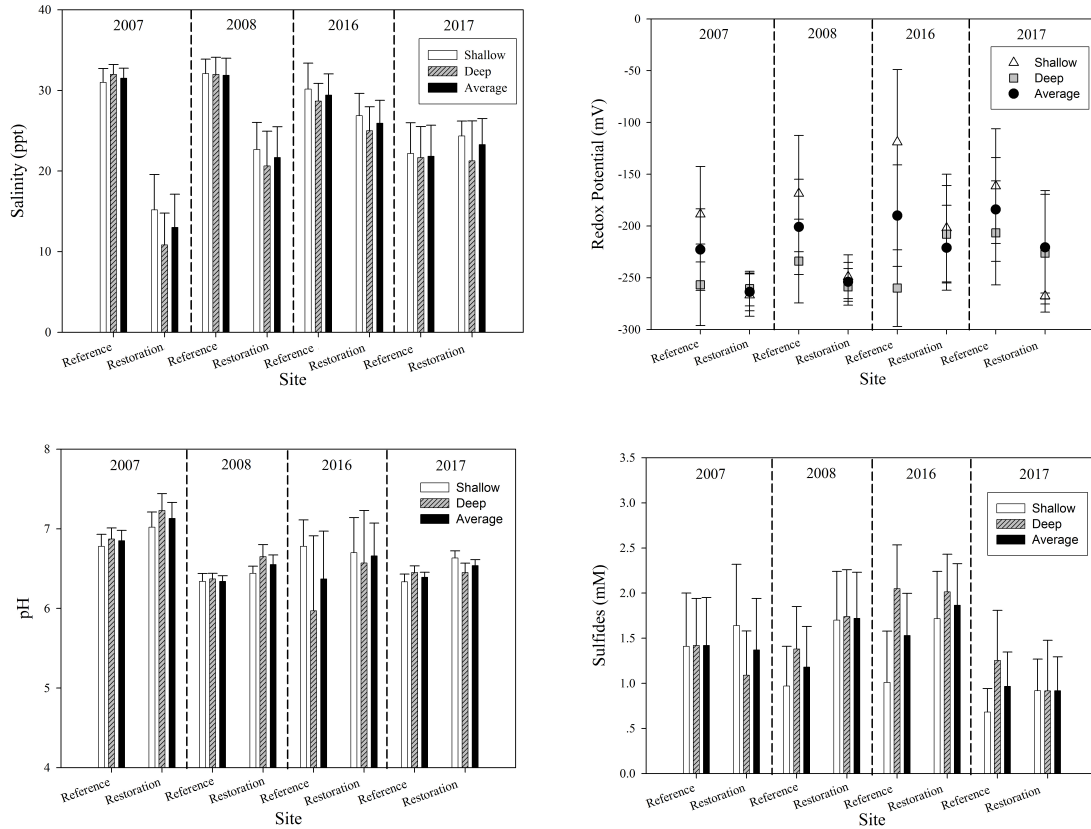 2007 2008 2016 2017
Shallow
Deep
Average
40
30
20
10
0
Salinity (ppt)
Reference Restoration Reference Restoration Reference Restoration Reference Restoration
Site
2007 2008 2016 2017
Shallow
Deep
Average
0
-50
-100
-150
-200
-250
-300
Redox Potential (mV)
Reference Restoration Reference Restoration Reference Restoration Reference Restoration
Site
2007 2008 2016 2017
Shallow
Deep
Average
8
7
6
5
4
pH
Reference Restoration Reference Restoration Reference Restoration Reference Restoration
Site
2007 2008 2016 2017
Shallow
Deep
Average
3.5
3.0
2.5
2.0
1.5
1.0
.5
0.0
Sulfides (mM)
Reference Restoration Reference Restoration Reference Restoration Reference Restoration
Site